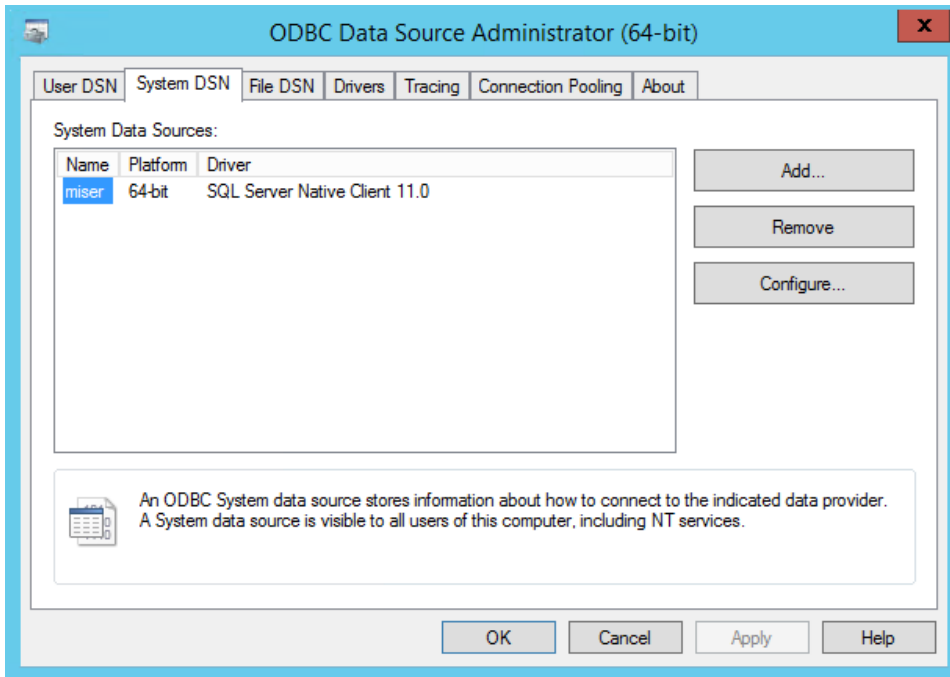 ODBC Data Source Administrator (64-bit)
x
User DSN System DSN File DSN Drivers Tracing Connection Pooling About
System Data Sources:
Name Platform Driver
miser 64-bit SQL Server Native Client 11.0
Add...
Remove
Configure...
An ODBC System data source stores information about how to connect to the indicated data provider.
A System data source is visible to all users of this computer, including NT services.
OK Cancel Apply Help